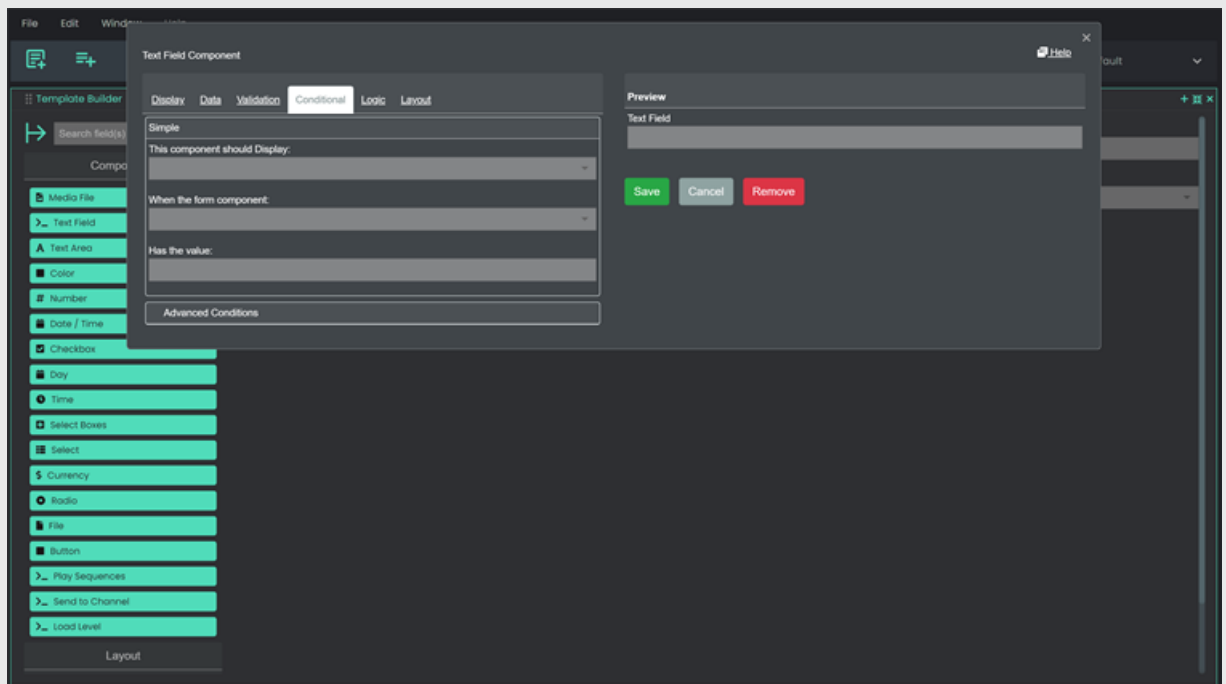 File Edit
Text Field Component
Help
Template Builder
Display Data Validation Conditional Logic Layout
Preview
Search field(s)
Simple
Text Field
This component should Display:
Media File
When the form component:
Save Cancel Remove
Text Field
Text Area
Has the value:
Color
Number
Advanced Conditions
Date / Time
Checkbox
Day
Time
Select Boxes
Select
$ Currency
Radio
File
Button
Play Sequences
Send to Channel
Load Level
Layout